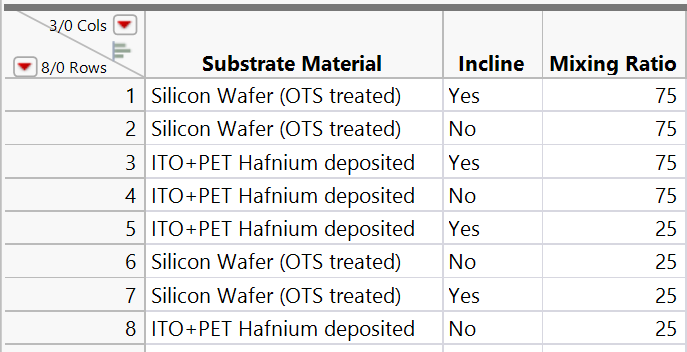 3/0 Cols
8/0 Rows
Substrate Material Incline Mixing Ratio
1 Silicon Wafer (OTS treated) Yes 75
2 Silicon Wafer (OTS treated) No 75
3 ITO+PET Hafnium deposited Yes 75
4 ITO+PET Hafnium deposited No 75
5 ITO+PET Hafnium deposited Yes 25
6 Silicon Wafer (OTS treated) No 25
7 Silicon Wafer (OTS treated) Yes 25
8 ITO+PET Hafnium deposited No 25